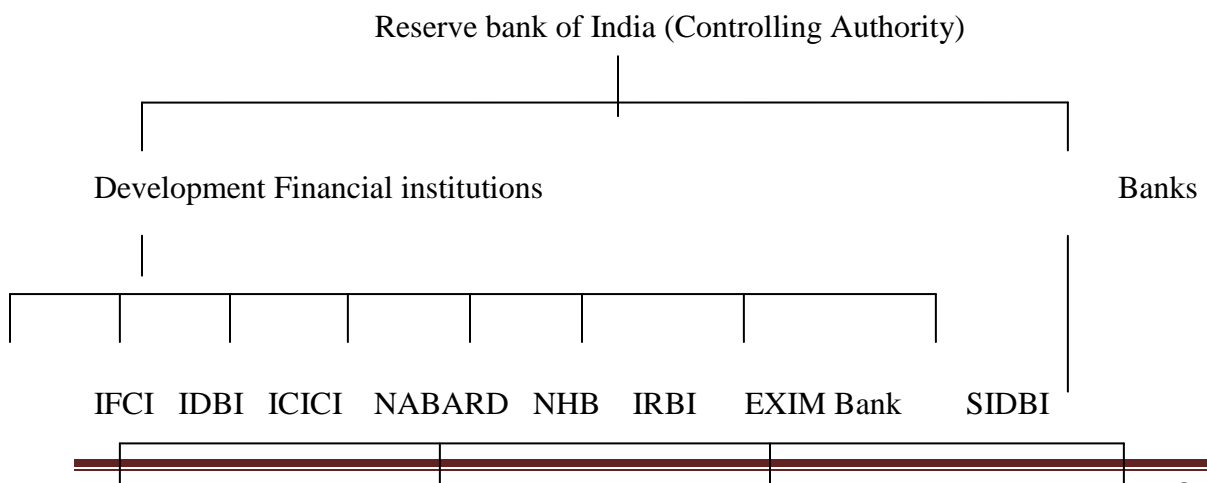 Reserve bank of India (Controlling Authority)
Development Financial institutions Banks
IFCI IDBI ICICI NABARD NHB IRBI EXIM Bank SIDBI